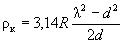 ρк = 3,14R (λ² − d²)/(2d)